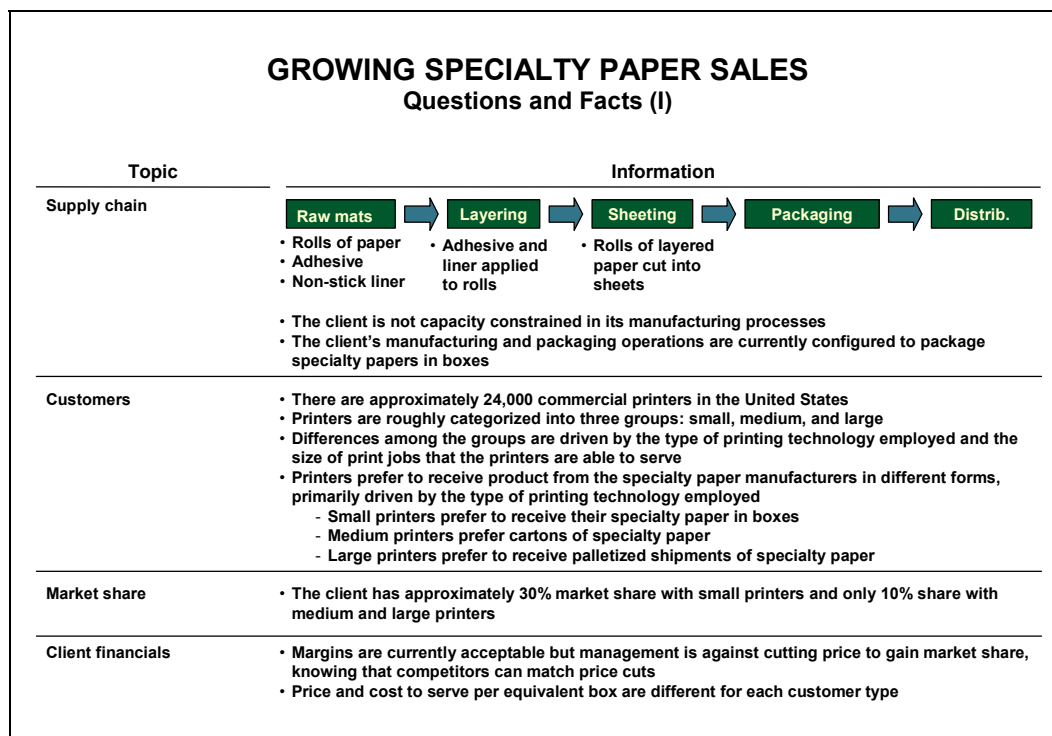 GROWING SPECIALTY PAPER SALES
Questions and Facts (I)
Topic
Information
Supply chain
Raw mats
Layering
Sheeting
Packaging
Distrib.
• Rolls of paper
• Adhesive
• Non-stick liner
• Adhesive and
liner applied
to rolls
• Rolls of layered
paper cut into
sheets
• The client is not capacity constrained in its manufacturing processes
• The client's manufacturing and packaging operations are currently configured to package
specialty papers in boxes
Customers
• There are approximately 24,000 commercial printers in the United States
• Printers are roughly categorized into three groups: small, medium, and large
• Differences among the groups are driven by the type of printing technology employed and the
size of print jobs that the printers are able to serve
• Printers prefer to receive product from the specialty paper manufacturers in different forms,
primarily driven by the type of printing technology employed
- Small printers prefer to receive their specialty paper in boxes
- Medium printers prefer cartons of specialty paper
- Large printers prefer to receive palletized shipments of specialty paper
Market share
• The client has approximately 30% market share with small printers and only 10% share with
medium and large printers
Client financials
• Margins are currently acceptable but management is against cutting price to gain market share,
knowing that competitors can match price cuts
• Price and cost to serve per equivalent box are different for each customer type